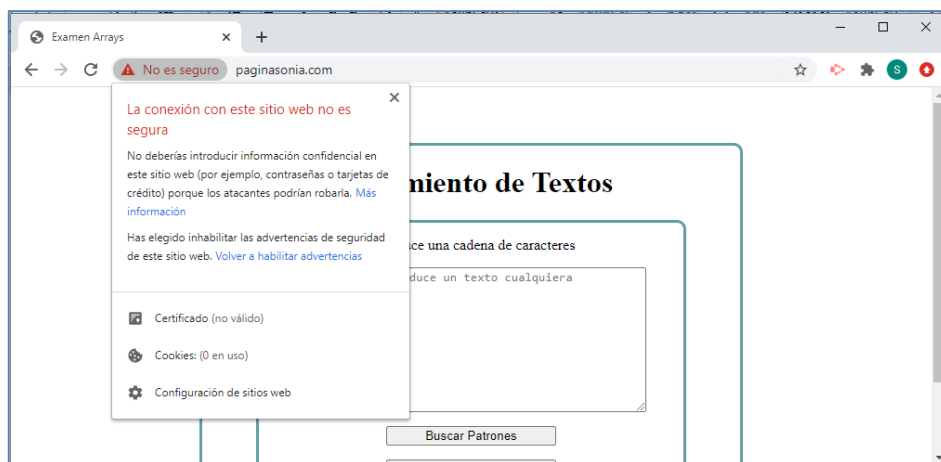 Examen Arrays
No es seguro
paginasonia.com
S
La conexión con este sitio web no es
segura
No deberías introducir información confidencial en
este sitio web (por ejemplo, contraseñas o tarjetas de
crédito) porque los atacantes podrían robarla. Más
información
Has elegido inhabilitar las advertencias de seguridad
de este sitio web. Volver a habilitar advertencias
Certificado (no válido)
Cookies: (0 en uso)
Configuración de sitios web
miento de Textos
ce una cadena de caracteres
duce un texto cualquiera
Buscar Patrones